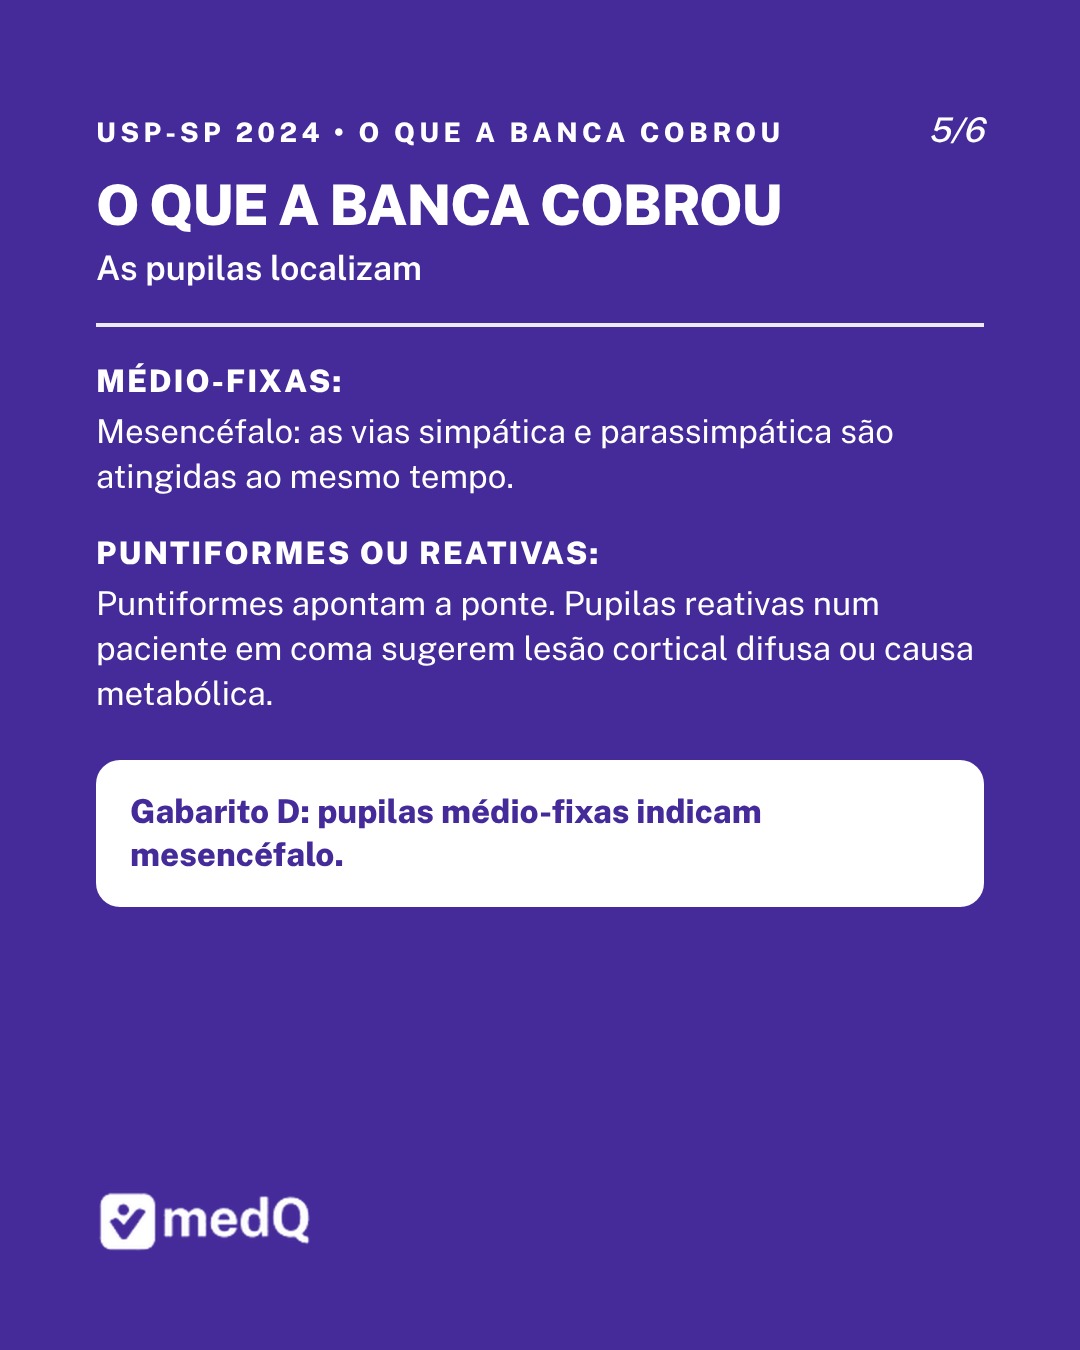 USP-SP 2024 • O QUE A BANCA COBROU
5/6
O QUE A BANCA COBROU
As pupilas localizam
MÉDIO-FIXAS:
Mesencéfalo: as vias simpática e parassimpática são
atingidas ao mesmo tempo.
PUNTIFORMES OU REATIVAS:
Puntiformes apontam a ponte. Pupilas reativas num
paciente em coma sugerem lesão cortical difusa ou causa
metabólica.
Gabarito D: pupilas médio-fixas indicam
mesencéfalo.
medQ